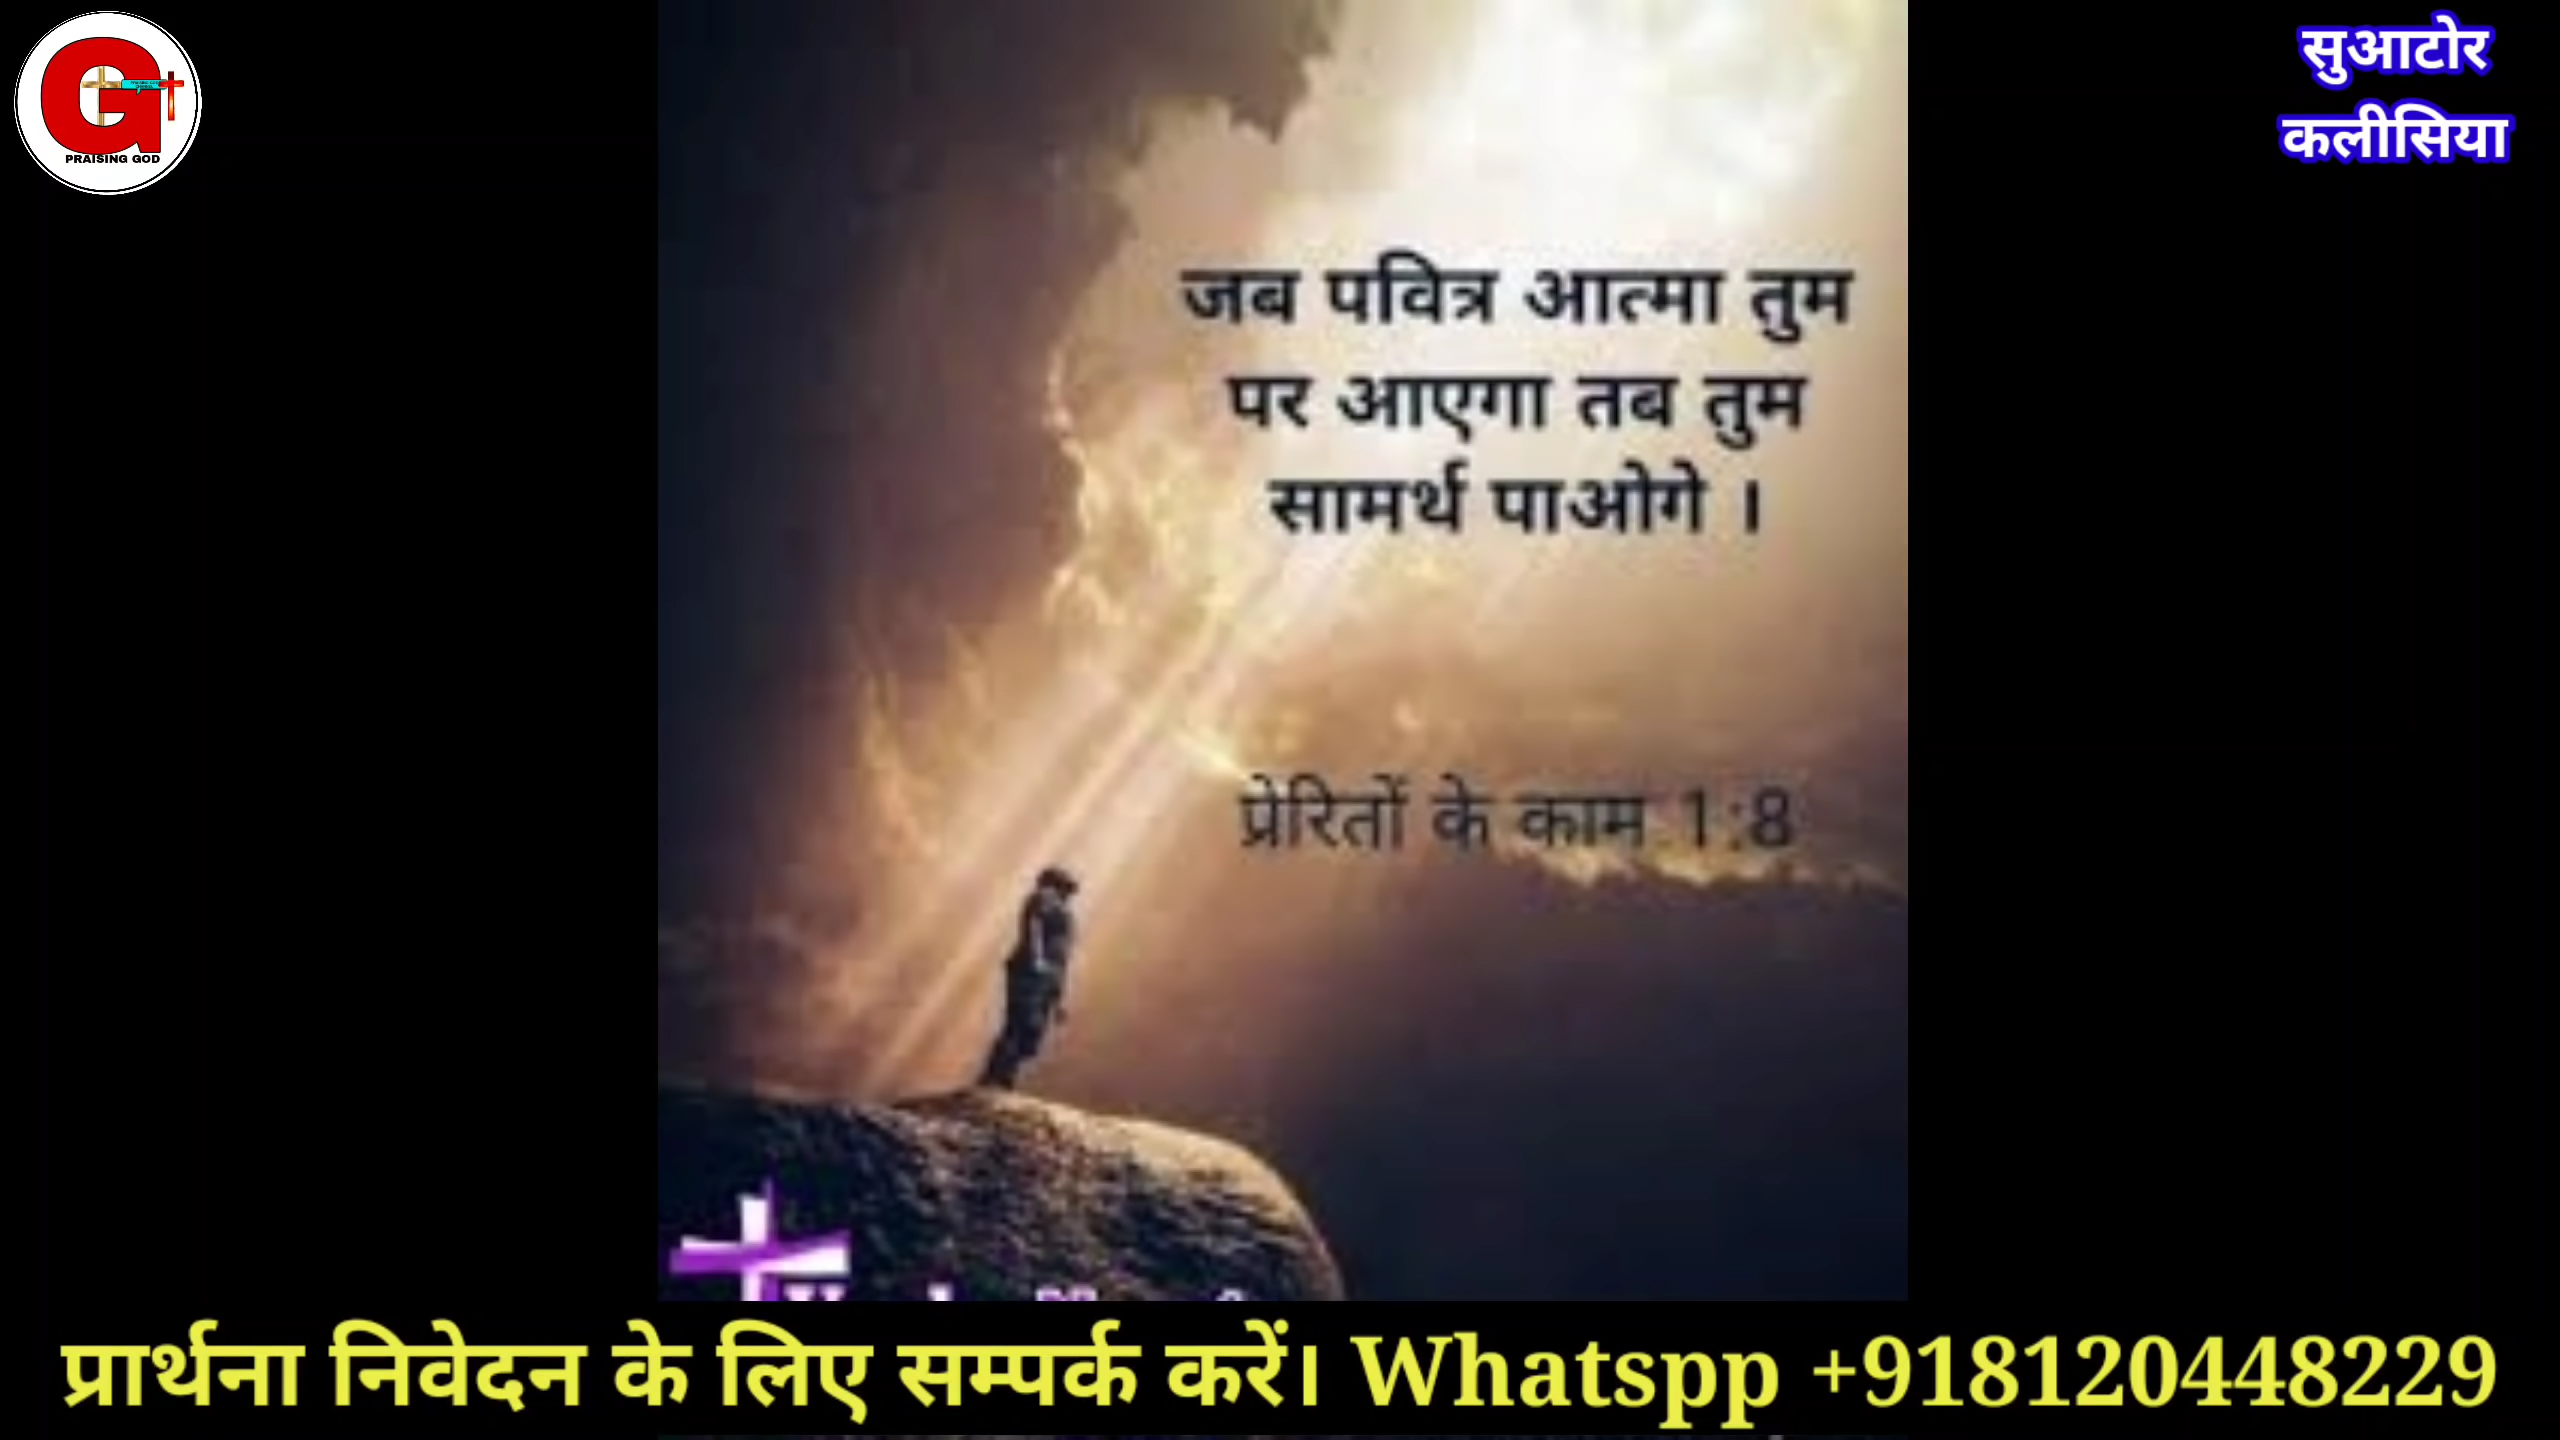 PRAISING GOD
सुआटोर
कलीसिया
जब पवित्र आत्मा तुम
पर आएगा तब तुम
सामर्थ पाओगे ।
प्रेरितों के काम 1:8
प्रार्थना निवेदन के लिए सम्पर्क करें। Whatspp +918120448229